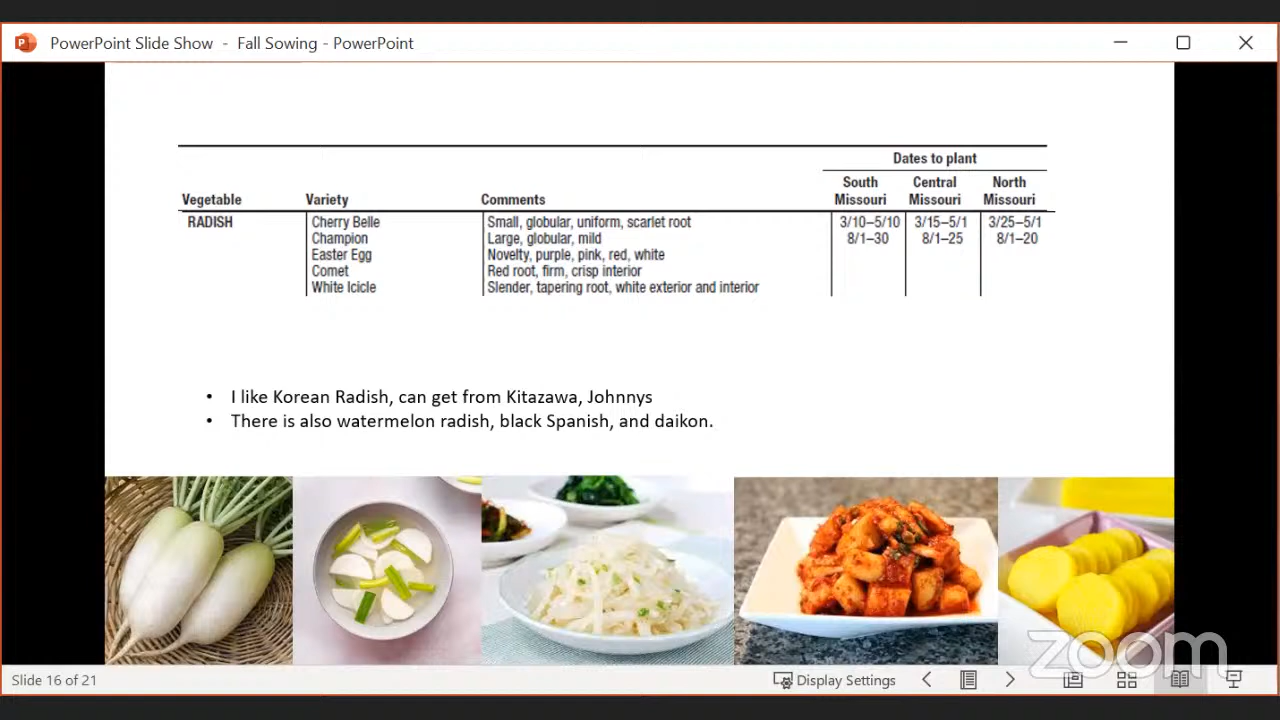 PowerPoint Slide Show - Fall Sowing - PowerPoint
Dates to plant
Vegetable Variety Comments South Missouri Central Missouri North Missouri
RADISH Cherry Belle Small, globular, uniform, scarlet root 3/10–5/10 3/15–5/1 3/25–5/1
Champion Large, globular, mild 8/1–30 8/1–25 8/1–20
Easter Egg Novelty, purple, pink, red, white
Comet Red root, firm, crisp interior
White Icicle Slender, tapering root, white exterior and interior
• I like Korean Radish, can get from Kitazawa, Johnnys
• There is also watermelon radish, black Spanish, and daikon.
zoom
Slide 16 of 21 Display Settings